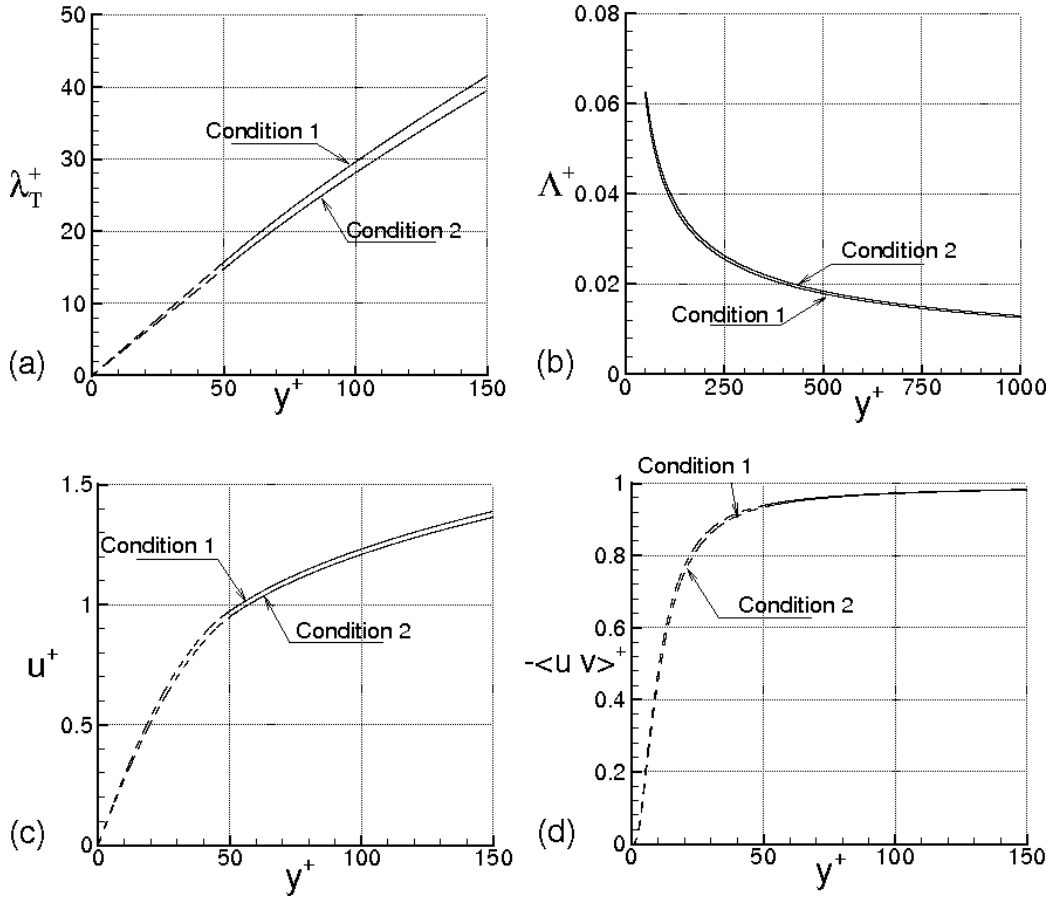 50
40
30
20
10
0
λ_T^+
Condition 1
Condition 2
(a)
0
50
100
150
y^+
0.08
0.06
0.04
0.02
0
Λ^+
Condition 2
Condition 1
(b)
0
250
500
750
1000
y^+
1.5
1
0.5
0
u^+
Condition 1
Condition 2
(c)
0
50
100
150
y^+
Condition 1
1
0.8
0.6
0.4
0.2
0
-<u v>^+
Condition 2
(d)
0
50
100
150
y^+